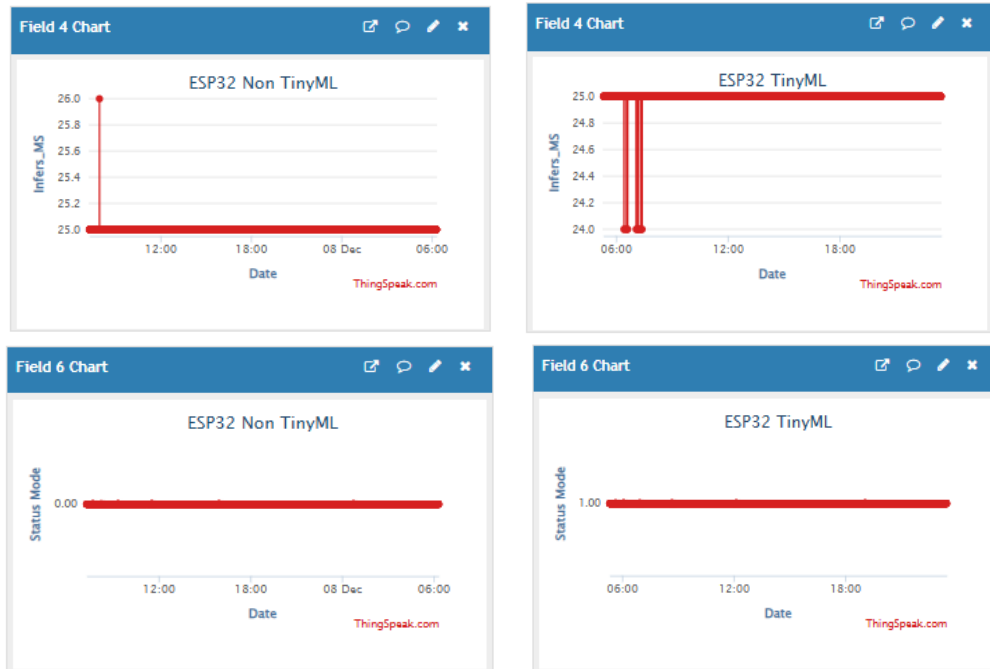 Field 4 Chart
ESP32 Non TinyML
Infers_MS
26.0
25.8
25.6
25.4
25.2
25.0
12:00 18:00 08 Dec 06:00
Date
ThingSpeak.com
Field 4 Chart
ESP32 TinyML
Infers_MS
25.0
24.8
24.6
24.4
24.2
24.0
06:00 12:00 18:00
Date
ThingSpeak.com
Field 6 Chart
ESP32 Non TinyML
Status Mode
0.00
12:00 18:00 08 Dec 06:00
Date
ThingSpeak.com
Field 6 Chart
ESP32 TinyML
Status Mode
1.00
06:00 12:00 18:00
Date
ThingSpeak.com